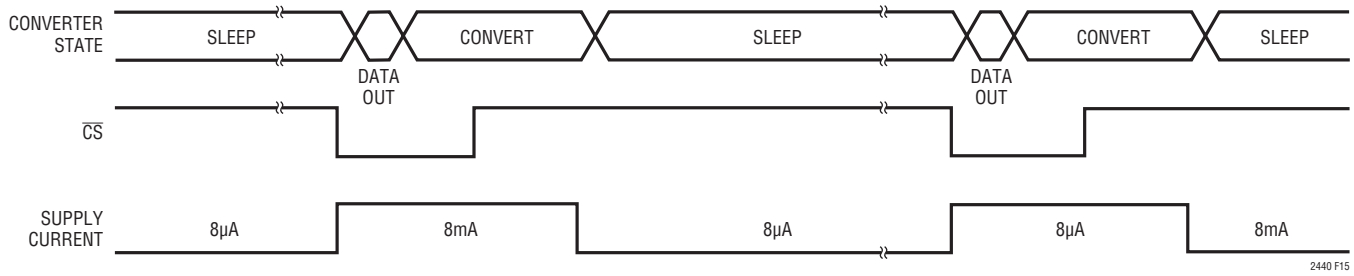 CONVERTER
STATE
SLEEP
CONVERT
SLEEP
CONVERT
SLEEP
DATA
OUT
DATA
OUT
CS
SUPPLY
CURRENT
8µA
8mA
8µA
8µA
8mA
2440 F15